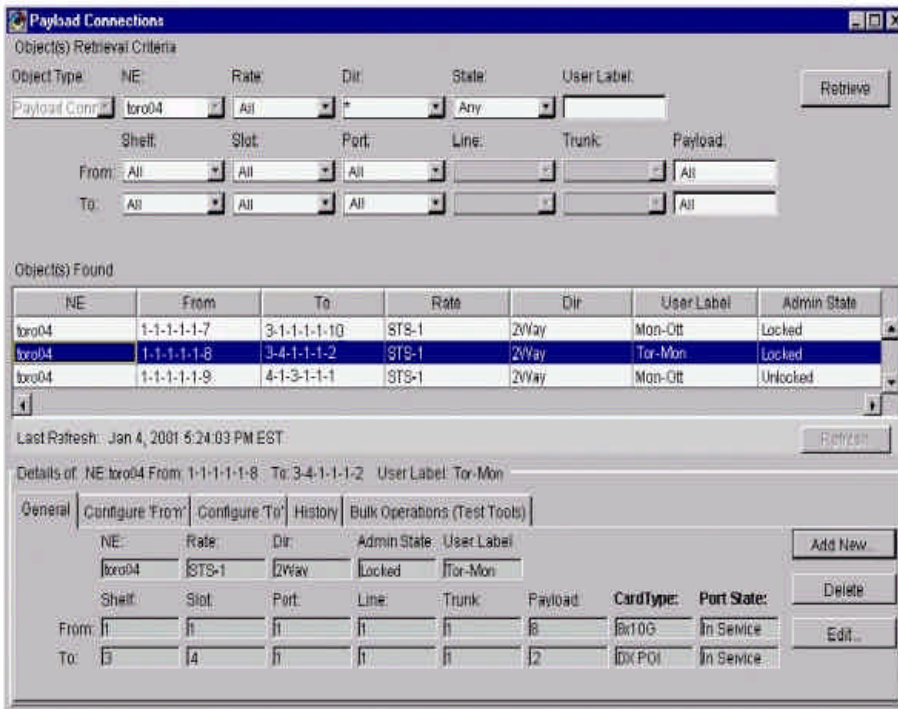 Payload Connections
Object(s) Retrieval Criteria
Object Type: NE: Rate: Dir: State: User Label:
Payload Conn toro04 All * Any Retrieve
Shelf: Slot: Port: Line: Trunk: Payload:
From: All All All All
To: All All All All
Object(s) Found
NE From To Rate Dir User Label Admin State
toro04 1-1-1-1-1-7 3-1-1-1-1-10 STS-1 2Way Mon-Ott Locked
toro04 1-1-1-1-1-8 3-4-1-1-1-2 STS-1 2Way Tor-Mon Locked
toro04 1-1-1-1-1-9 4-1-3-1-1-1 STS-1 2Way Mon-Ott Unlocked
Last Refresh: Jan 4, 2001 5:24:03 PM EST Refresh
Details of: NE:toro04 From: 1-1-1-1-1-8 To: 3-4-1-1-1-2 User Label: Tor-Mon
General Configure 'From' Configure 'To' History Bulk Operations (Test Tools)
NE: Rate: Dir: Admin State: User Label Add New...
toro04 STS-1 2Way Locked Tor-Mon
Shelf: Slot: Port: Line: Trunk: Payload: CardType: Port State: Delete
From: 1 1 1 1 1 8 8x10G In Service Edit...
To: 3 4 1 1 1 2 DX POI In Service